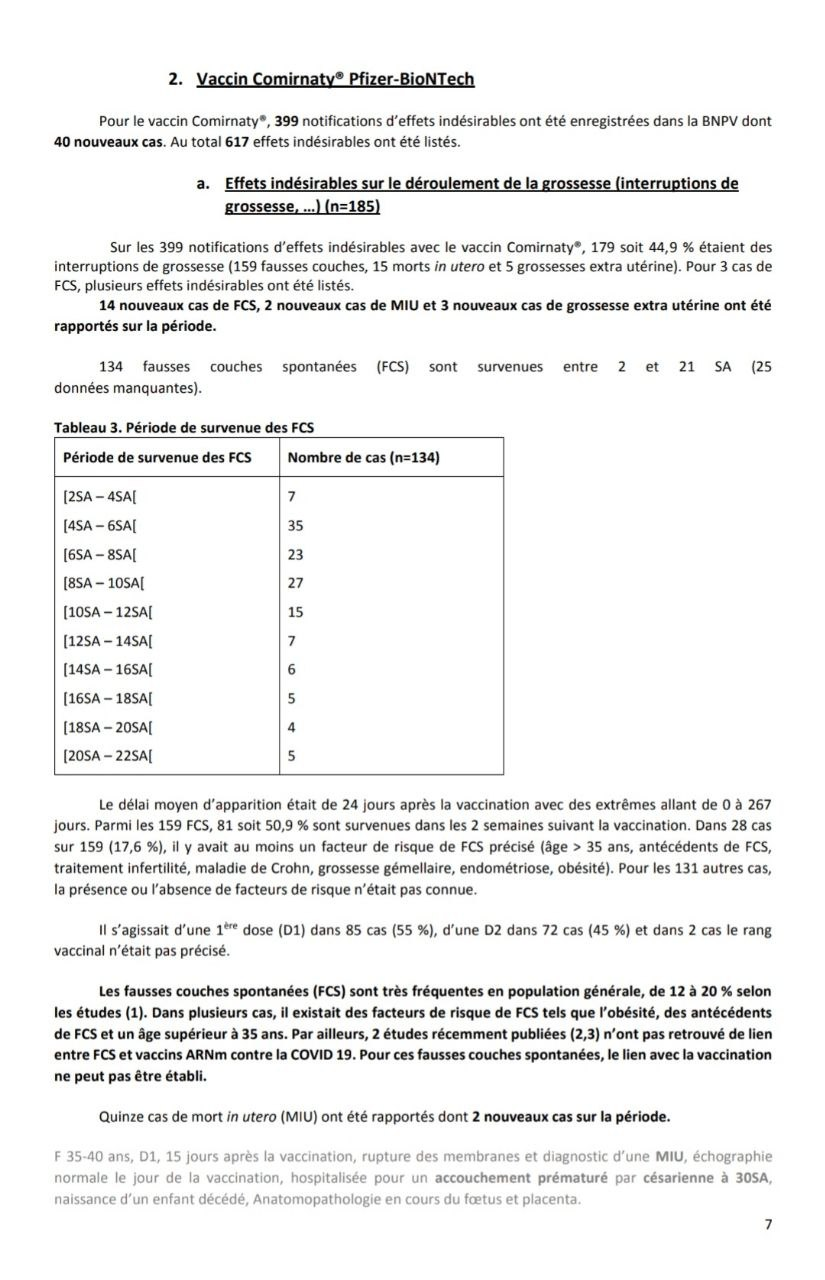 2. Vaccin Comirnaty® Pfizer-BioNTech
Pour le vaccin Comirnaty®, 399 notifications d'effets indésirables ont été enregistrées dans la BNPV dont
40 nouveaux cas. Au total 617 effets indésirables ont été listés.
a. Effets indésirables sur le déroulement de la grossesse (interruptions de
grossesse, ...) (n=185)
Sur les 399 notifications d'effets indésirables avec le vaccin Comirnaty®, 179 soit 44,9 % étaient des
interruptions de grossesse (159 fausses couches, 15 morts in utero et 5 grossesses extra utérine). Pour 3 cas de
FCS, plusieurs effets indésirables ont été listés.
14 nouveaux cas de FCS, 2 nouveaux cas de MIU et 3 nouveaux cas de grossesse extra utérine ont été
rapportés sur la période.
134 fausses couches spontanées (FCS) sont survenues entre 2 et 21 SA (25
données manquantes).
Tableau 3. Période de survenue des FCS
Période de survenue des FCS Nombre de cas (n=134)
[2SA – 4SA[ 7
[4SA – 6SA[ 35
[6SA – 8SA[ 23
[8SA – 10SA[ 27
[10SA – 12SA[ 15
[12SA – 14SA[ 7
[14SA – 16SA[ 6
[16SA – 18SA[ 5
[18SA – 20SA[ 4
[20SA – 22SA[ 5
Le délai moyen d'apparition était de 24 jours après la vaccination avec des extrêmes allant de 0 à 267
jours. Parmi les 159 FCS, 81 soit 50,9 % sont survenues dans les 2 semaines suivant la vaccination. Dans 28 cas
sur 159 (17,6 %), il y avait au moins un facteur de risque de FCS précisé (âge > 35 ans, antécédents de FCS,
traitement infertilité, maladie de Crohn, grossesse gémellaire, endométriose, obésité). Pour les 131 autres cas,
la présence ou l'absence de facteurs de risque n'était pas connue.
Il s'agissait d'une 1ère dose (D1) dans 85 cas (55 %), d'une D2 dans 72 cas (45 %) et dans 2 cas le rang
vaccinal n'était pas précisé.
Les fausses couches spontanées (FCS) sont très fréquentes en population générale, de 12 à 20 % selon
les études (1). Dans plusieurs cas, il existait des facteurs de risque de FCS tels que l'obésité, des antécédents
de FCS et un âge supérieur à 35 ans. Par ailleurs, 2 études récemment publiées (2,3) n'ont pas retrouvé de lien
entre FCS et vaccins ARNm contre la COVID 19. Pour ces fausses couches spontanées, le lien avec la vaccination
ne peut pas être établi.
Quinze cas de mort in utero (MIU) ont été rapportés dont 2 nouveaux cas sur la période.
F 35-40 ans, D1, 15 jours après la vaccination, rupture des membranes et diagnostic d'une MIU, échographie
normale le jour de la vaccination, hospitalisée pour un accouchement prématuré par césarienne à 30SA,
naissance d'un enfant décédé, Anatomopathologie en cours du fœtus et placenta.
7